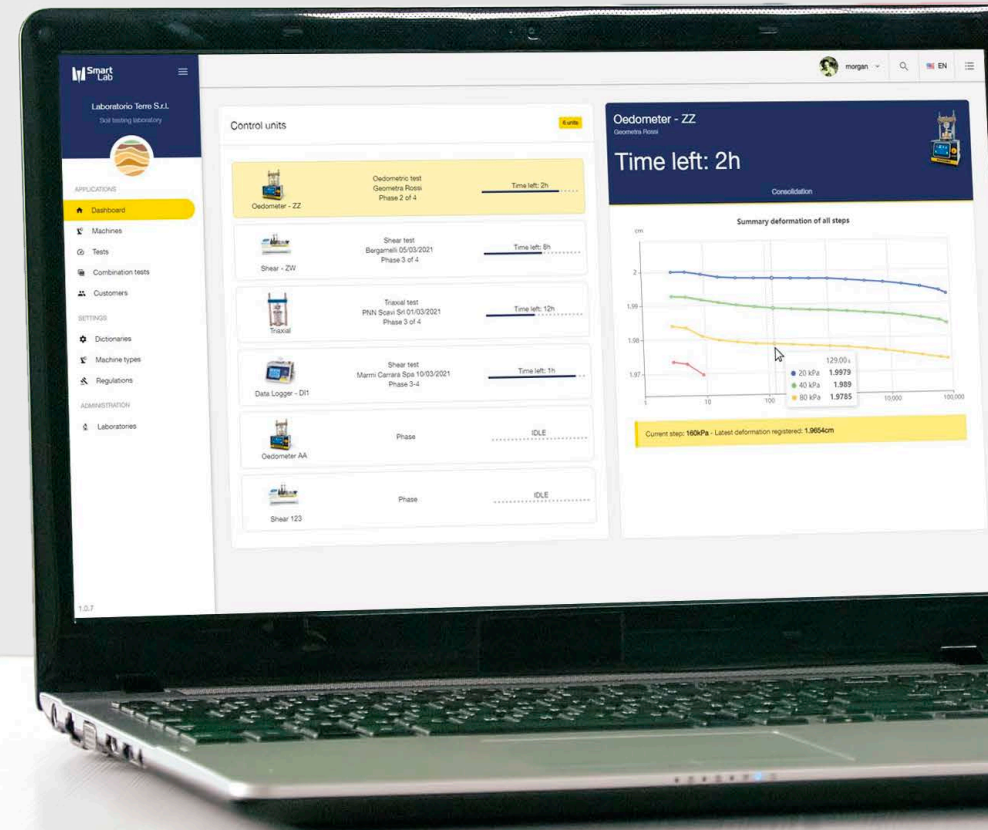 Smart
Lab
Laboratorio Terre S.r.l.
Soil testing laboratory
APPLICATIONS
Dashboard
Machines
Tests
Combination tests
Customers
SETTINGS
Dictionaries
Machine types
Regulations
ADMINISTRATION
Laboratories
1.0.7
morgan
EN
Control units
6 units
Oedometer - ZZ
Oedometric test
Geometra Rossi
Phase 2 of 4
Time left: 2h
Shear - ZW
Shear test
Bergamelli 05/03/2021
Phase 3 of 4
Time left: 8h
Triaxial
Triaxial test
PNN Scavi Srl 01/03/2021
Phase 3 of 4
Time left: 12h
Data Logger - DI1
Shear test
Marmi Carrara Spa 10/03/2021
Phase 3-4
Time left: 1h
Oedometer AA
Phase
IDLE
Shear 123
Phase
IDLE
Oedometer - ZZ
Geometra Rossi
Time left: 2h
Consolidation
Summary deformation of all steps
cm
2
1.99
1.98
1.97
1
10
100
10,000
100,000
129.00 s
20 kPa 1.9979
40 kPa 1.989
80 kPa 1.9785
Current step: 160kPa - Latest deformation registered: 1.9654cm